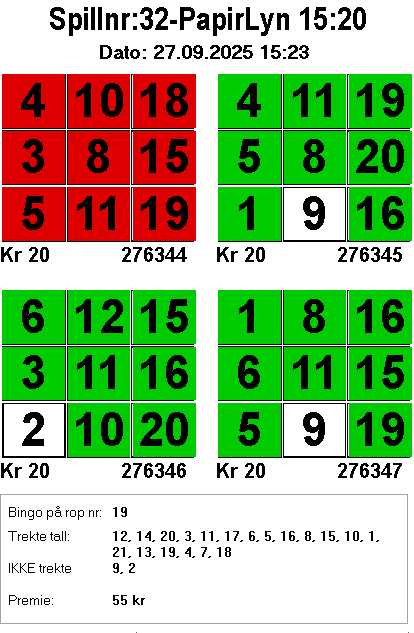 Spillnr:32-PapirLyn 15:20
Dato: 27.09.2025 15:23
4 10 18
3 8 15
5 11 19
Kr 20 276344
4 11 19
5 8 20
1 9 16
Kr 20 276345
6 12 15
3 11 16
2 10 20
Kr 20 276346
1 8 16
6 11 15
5 9 19
Kr 20 276347
Bingo på rop nr: 19
Trekte tall: 12, 14, 20, 3, 11, 17, 6, 5, 16, 8, 15, 10, 1,
21, 13, 19, 4, 7, 18
IKKE trekte 9, 2
Premie: 55 kr